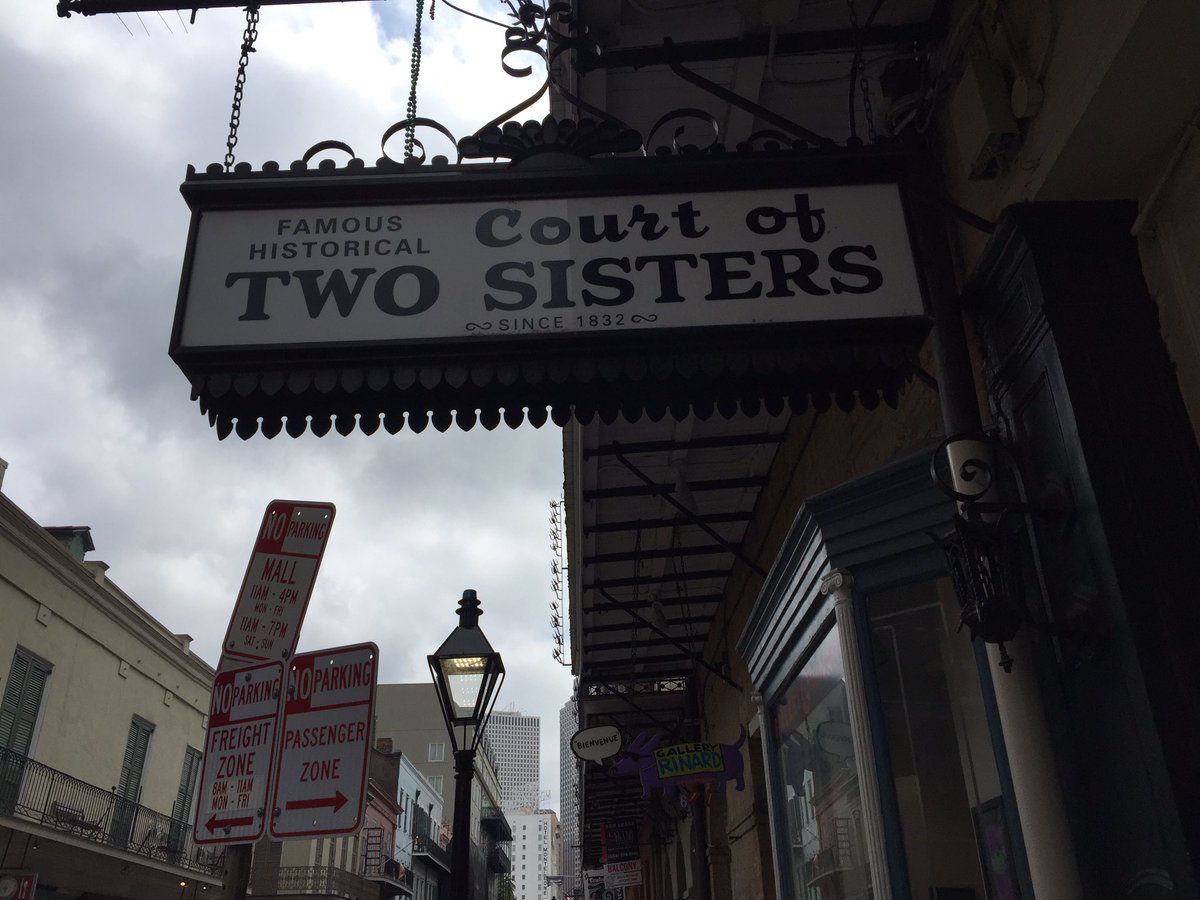 FAMOUS
HISTORICAL
Court of
TWO SISTERS
SINCE 1832
NO PARKING
MALL
11AM - 4PM
MON - FRI
11AM - 7PM
SAT - SUN
NO PARKING
FREIGHT
ZONE
8AM - 11AM
MON - FRI
NO PARKING
PASSENGER
ZONE
BIENVENUE
GALLERY
RINARD
BALCONY